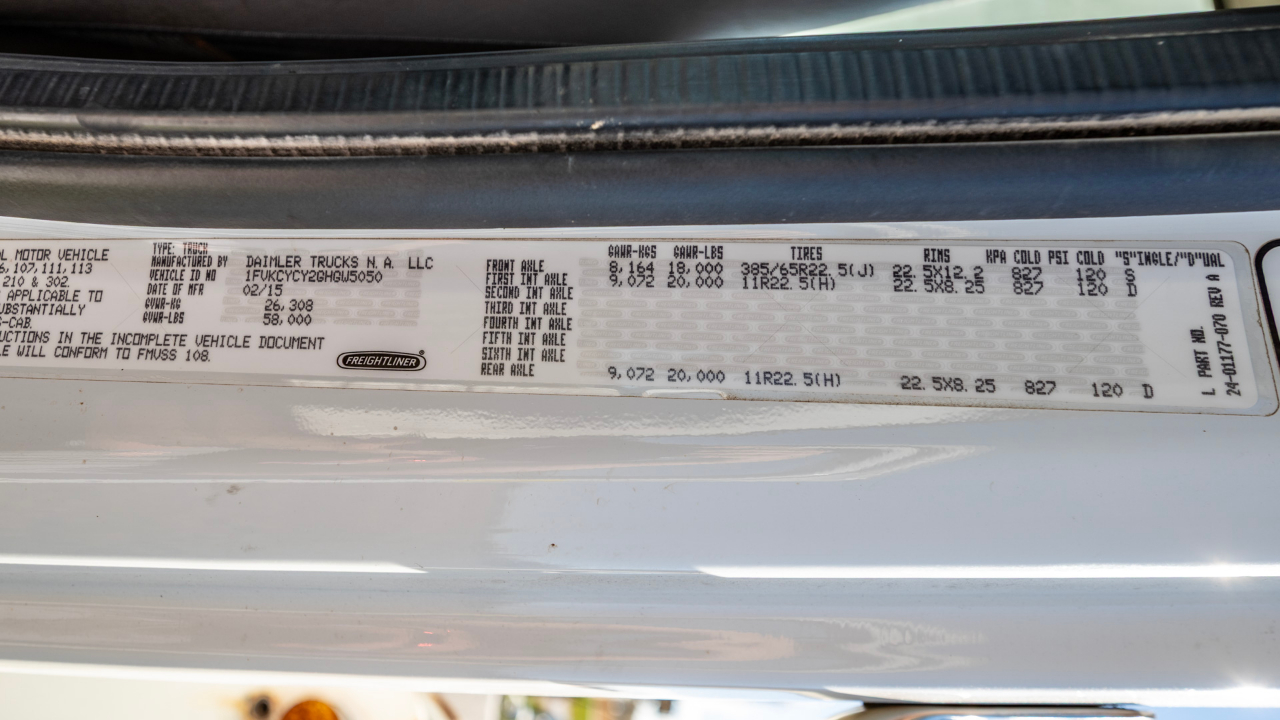 L MOTOR VEHICLE
6,107,111,113
210 & 302.
APPLICABLE TO
UBSTANTIALLY
-CAB.
UCTIONS IN THE INCOMPLETE VEHICLE DOCUMENT
LE WILL CONFORM TO FMVSS 108.
TYPE: TRUCK
MANUFACTURED BY DAIMLER TRUCKS N.A. LLC
VEHICLE ID NO 1FVKCYCY2GHGW5050
DATE OF MFR 02/15
GVWR-KG 26,308
GVWR-LBS 58,000
FREIGHTLINER®
GAWR-KGS GAWR-LBS TIRES RIMS KPA COLD PSI COLD "S"INGLE/"D"UAL
FRONT AXLE 8,164 18,000 385/65R22.5(J) 22.5X12.2 827 120 S
FIRST INT AXLE 9,072 20,000 11R22.5(H) 22.5X8.25 827 120 D
SECOND INT AXLE
THIRD INT AXLE
FOURTH INT AXLE
FIFTH INT AXLE
SIXTH INT AXLE
REAR AXLE 9,072 20,000 11R22.5(H) 22.5X8.25 827 120 D
L PART NO.
24-01177-070 REV A